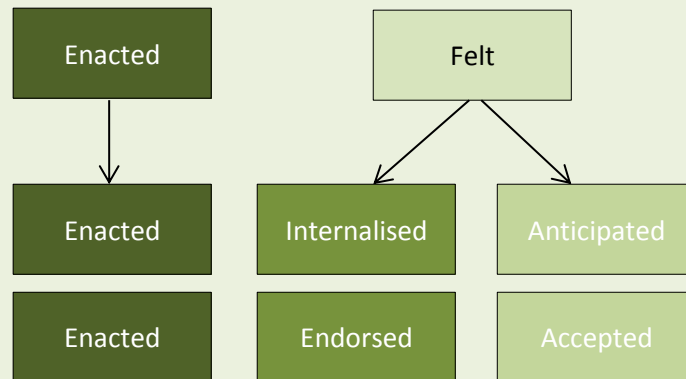 Enacted
Felt
Enacted
Internalised
Anticipated
Enacted
Endorsed
Accepted